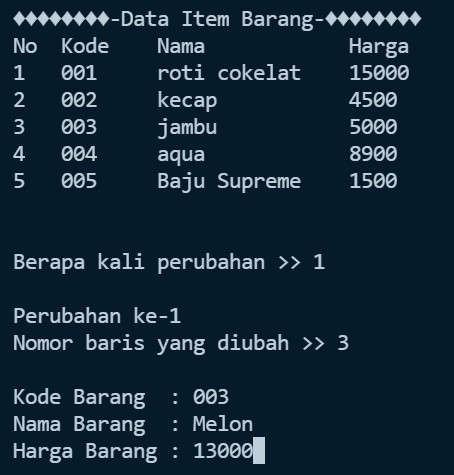 ♦♦♦♦♦♦♦♦-Data Item Barang-♦♦♦♦♦♦♦♦
No Kode Nama Harga
1 001 roti cokelat 15000
2 002 kecap 4500
3 003 jambu 5000
4 004 aqua 8900
5 005 Baju Supreme 1500
Berapa kali perubahan >> 1
Perubahan ke-1
Nomor baris yang diubah >> 3
Kode Barang : 003
Nama Barang : Melon
Harga Barang : 13000